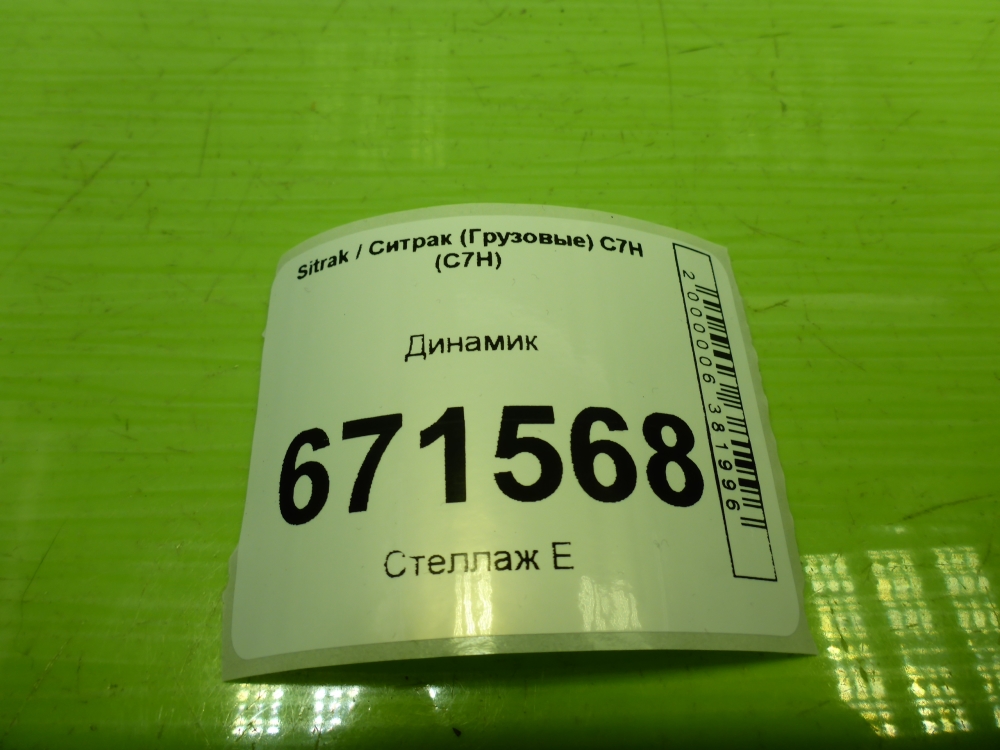 Sitrak / Ситрак (Грузовые) C7H
(C7H)
Динамик
671568
Стеллаж Е
2000006381996